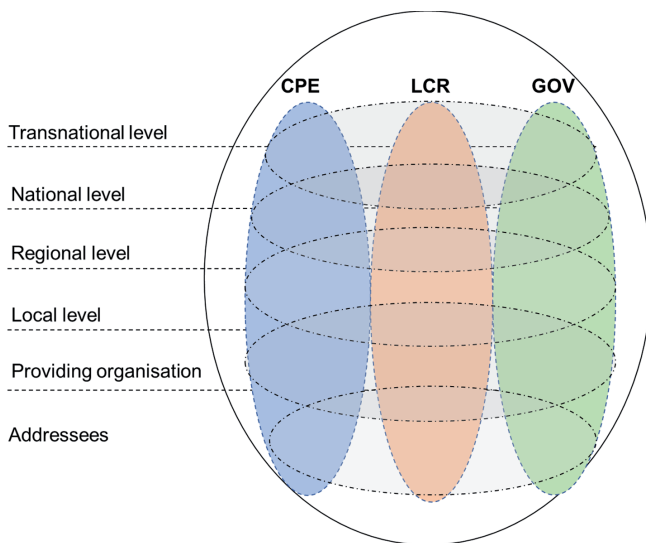 CPE LCR GOV
Transnational level
National level
Regional level
Local level
Providing organisation
Addressees